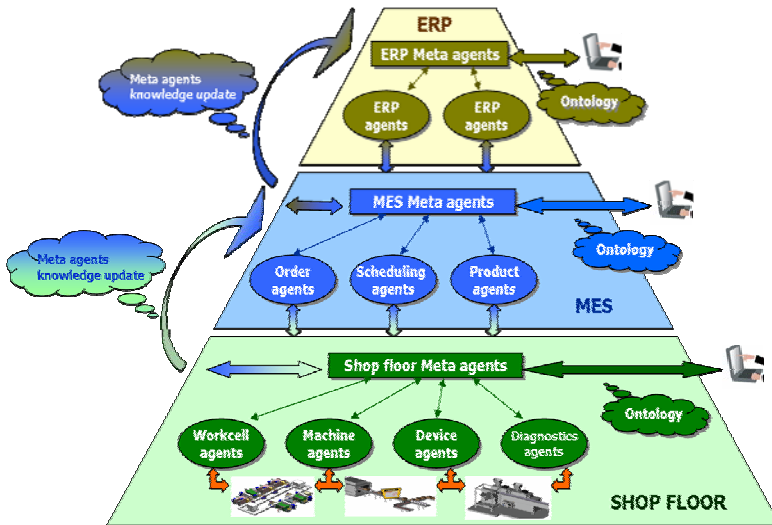 ERP
ERP Meta agents
Meta agents
knowledge update
Ontology
ERP
agents
ERP
agents
MES Meta agents
Meta agents
knowledge update
Ontology
Order
agents
Scheduling
agents
Product
agents
MES
Shop floor Meta agents
Ontology
Workcell
agents
Machine
agents
Device
agents
Diagnostics
agents
SHOP FLOOR